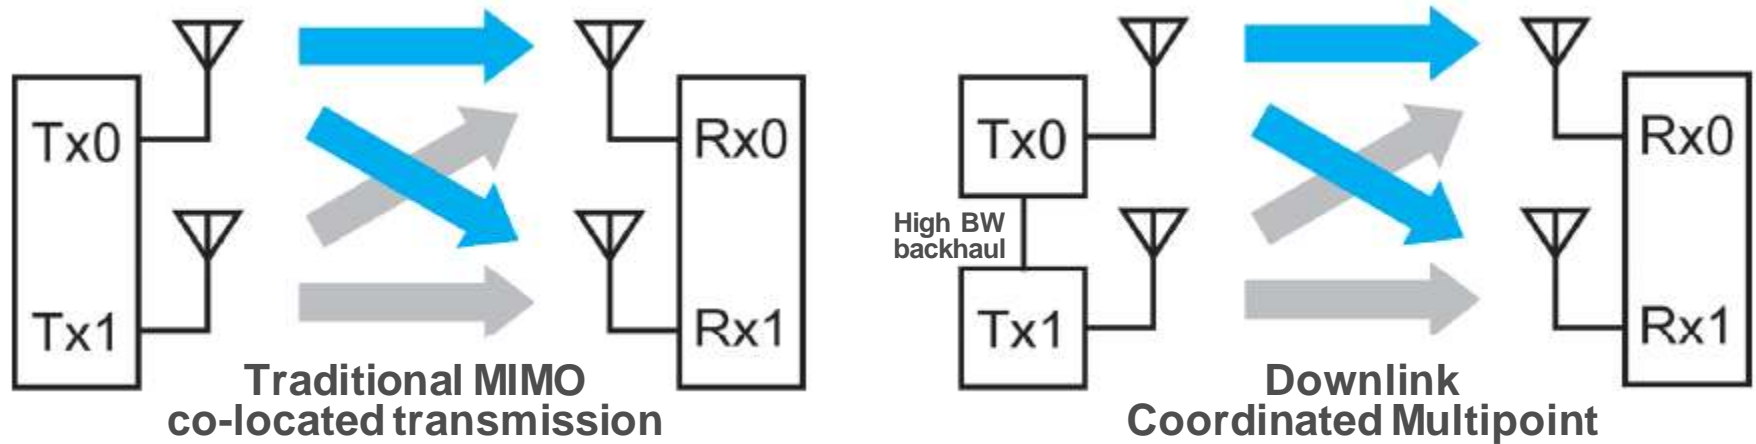 Tx0
Tx1
Rx0
Rx1
Traditional MIMO
co-located transmission
Tx0
High BW
backhaul
Tx1
Rx0
Rx1
Downlink
Coordinated Multipoint